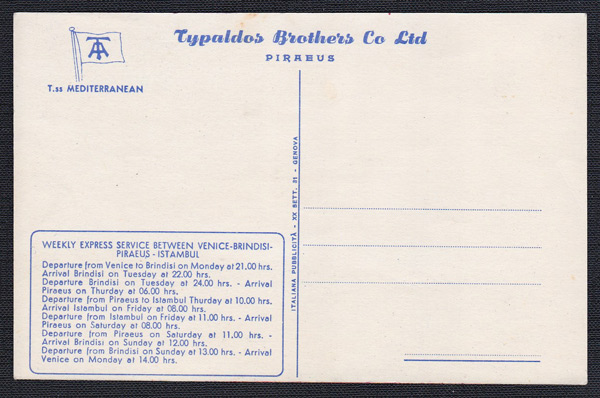 Typaldos Brothers Co Ltd
PIRAEUS
TA
T.ss MEDITERRANEAN
WEEKLY EXPRESS SERVICE BETWEEN VENICE-BRINDISI-
PIRAEUS - ISTAMBUL
Departure from Venice to Brindisi on Monday at 21.00 hrs.
Arrival Brindisi on Tuesday at 22.00 hrs.
Departure Brindisi on Tuesday at 24.00 hrs. - Arrival
Piraeus on Thurday at 06.00 hrs.
Departure from Piraeus to Istambul Thurday at 10.00 hrs.
Arrival Istambul on Friday at 08.00 hrs.
Departure from Istambul on Friday at 11.00 hrs. - Arrival
Piraeus on Saturday at 08.00 hrs.
Departure from Piraeus on Saturday at 11.00 hrs. -
Arrival Brindisi on Sunday at 12.00 hrs.
Departure from Brindisi on Sunday at 13.00 hrs. - Arrival
Venice on Monday at 14.00 hrs.
ITALIANA PUBBLICITÀ - XX SETT. 31 - GENOVA